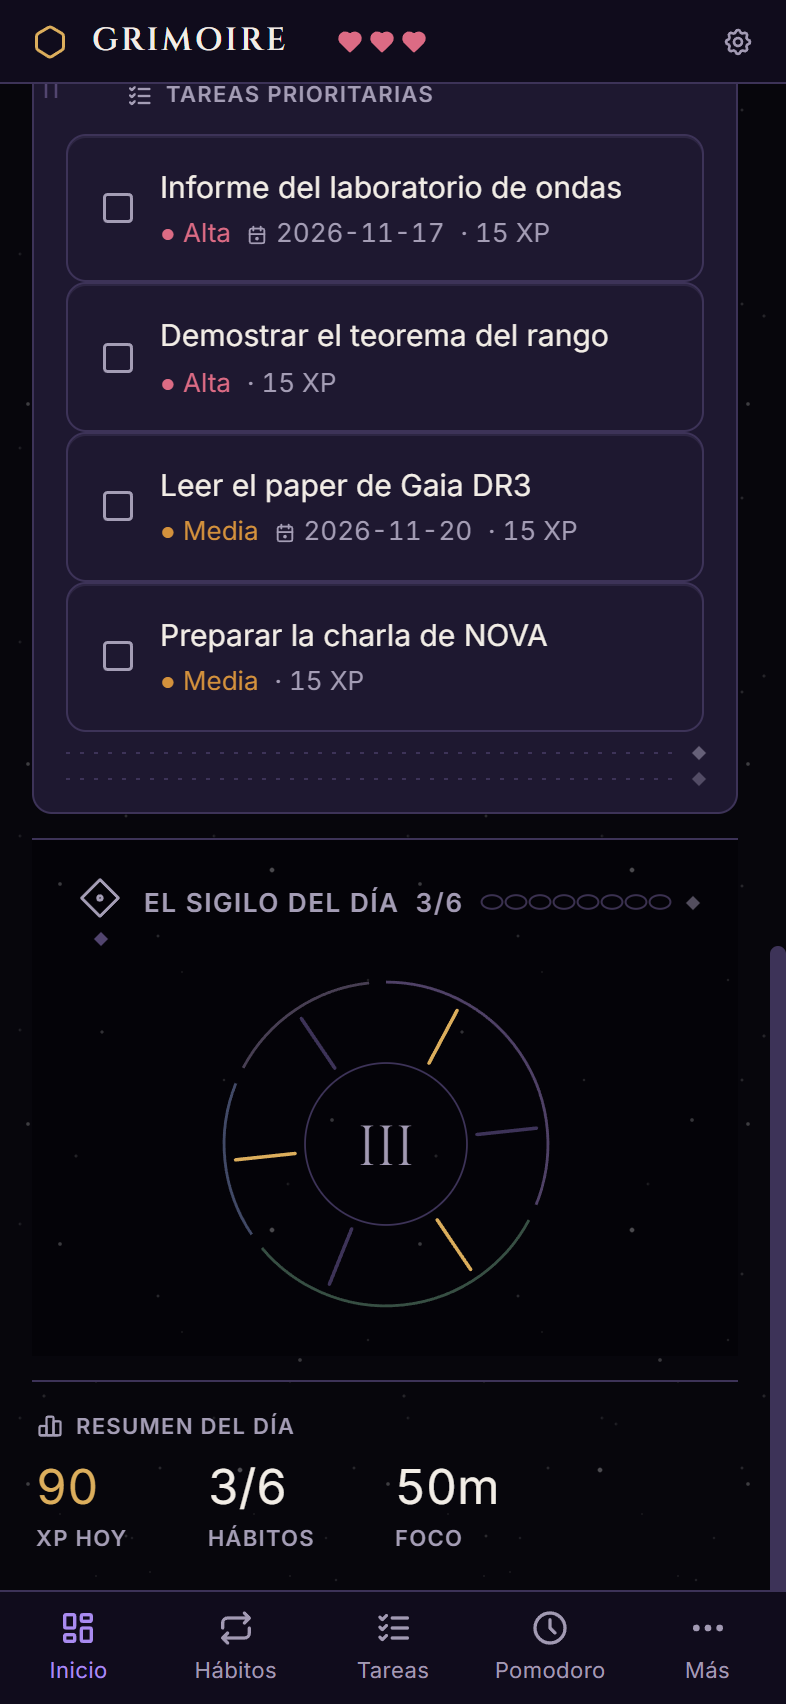 GRIMOIRE
TAREAS PRIORITARIAS
Informe del laboratorio de ondas
Alta 2026-11-17 · 15 XP
Demostrar el teorema del rango
Alta · 15 XP
Leer el paper de Gaia DR3
Media 2026-11-20 · 15 XP
Preparar la charla de NOVA
Media · 15 XP
EL SIGILO DEL DÍA 3/6
III
RESUMEN DEL DÍA
90 3/6 50m
XP HOY HÁBITOS FOCO
Inicio Hábitos Tareas Pomodoro Más